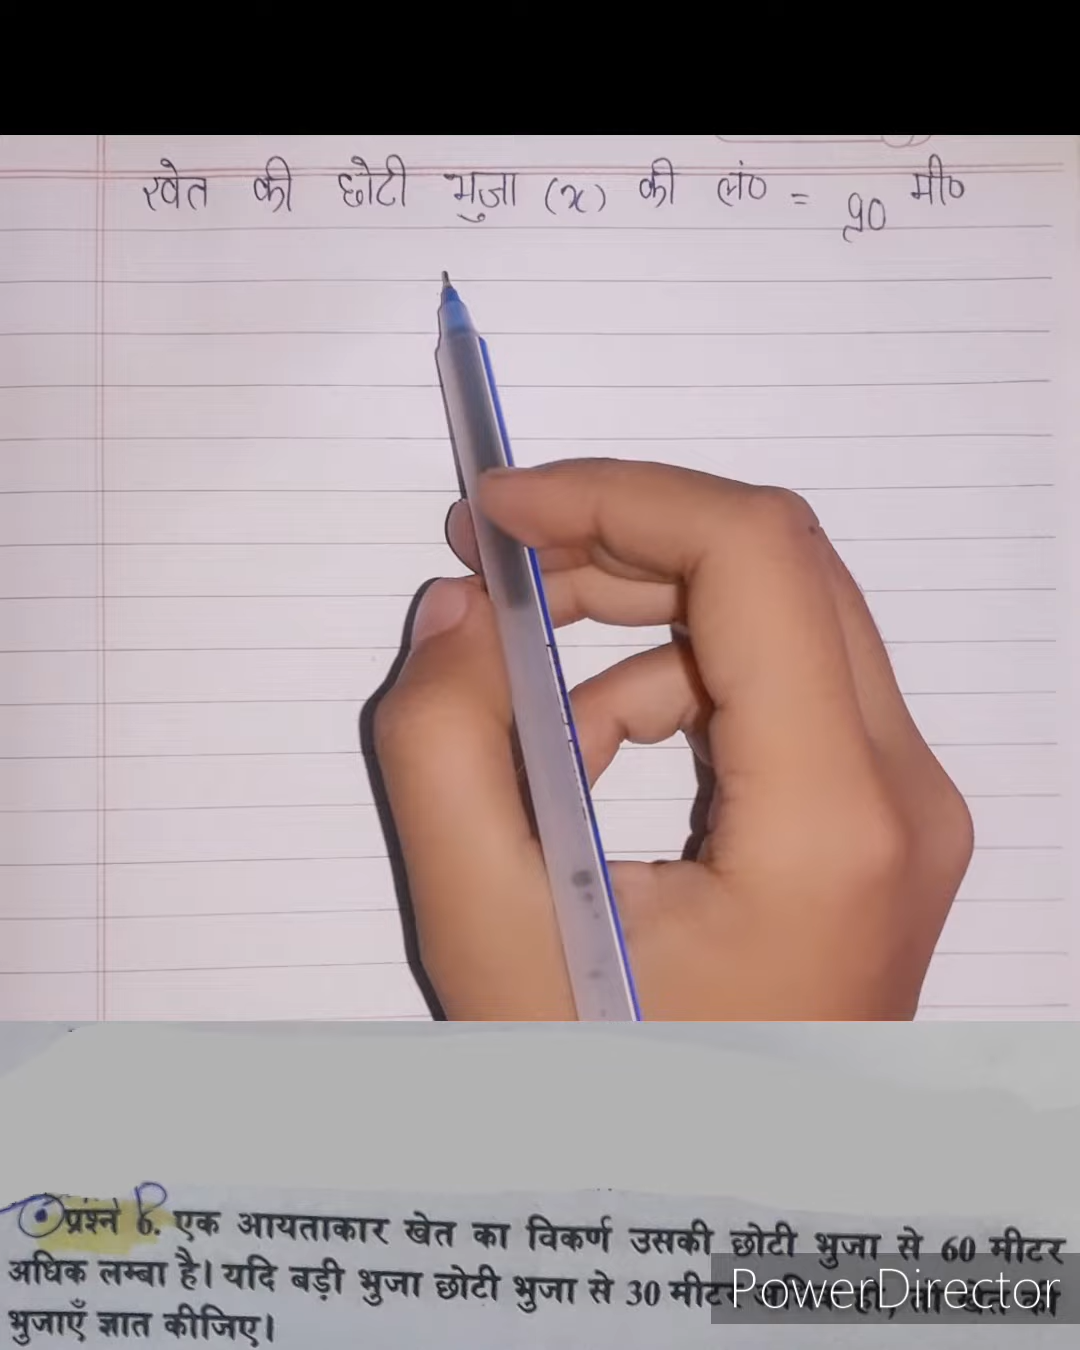 खेत की छोटी भुजा (x) की लं० = 90 मी०
प्रश्न 6. एक आयताकार खेत का विकर्ण उसकी छोटी भुजा से 60 मीटर
अधिक लम्बा है। यदि बड़ी भुजा छोटी भुजा से 30 मीटर
भुजाएँ ज्ञात कीजिए।
PowerDirector